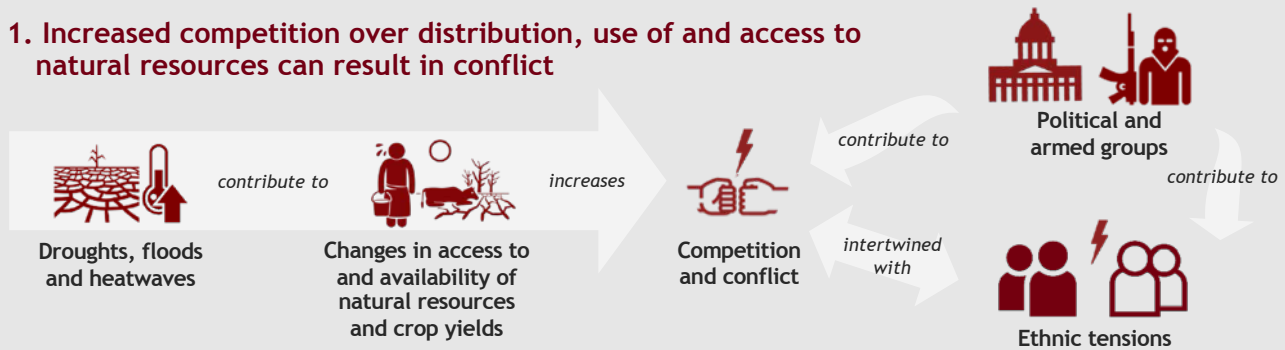 1. Increased competition over distribution, use of and access to
natural resources can result in conflict
Droughts, floods
and heatwaves
contribute to
Changes in access to
and availability of
natural resources
and crop yields
increases
Competition
and conflict
contribute to
Political and
armed groups
contribute to
intertwined
with
Ethnic tensions